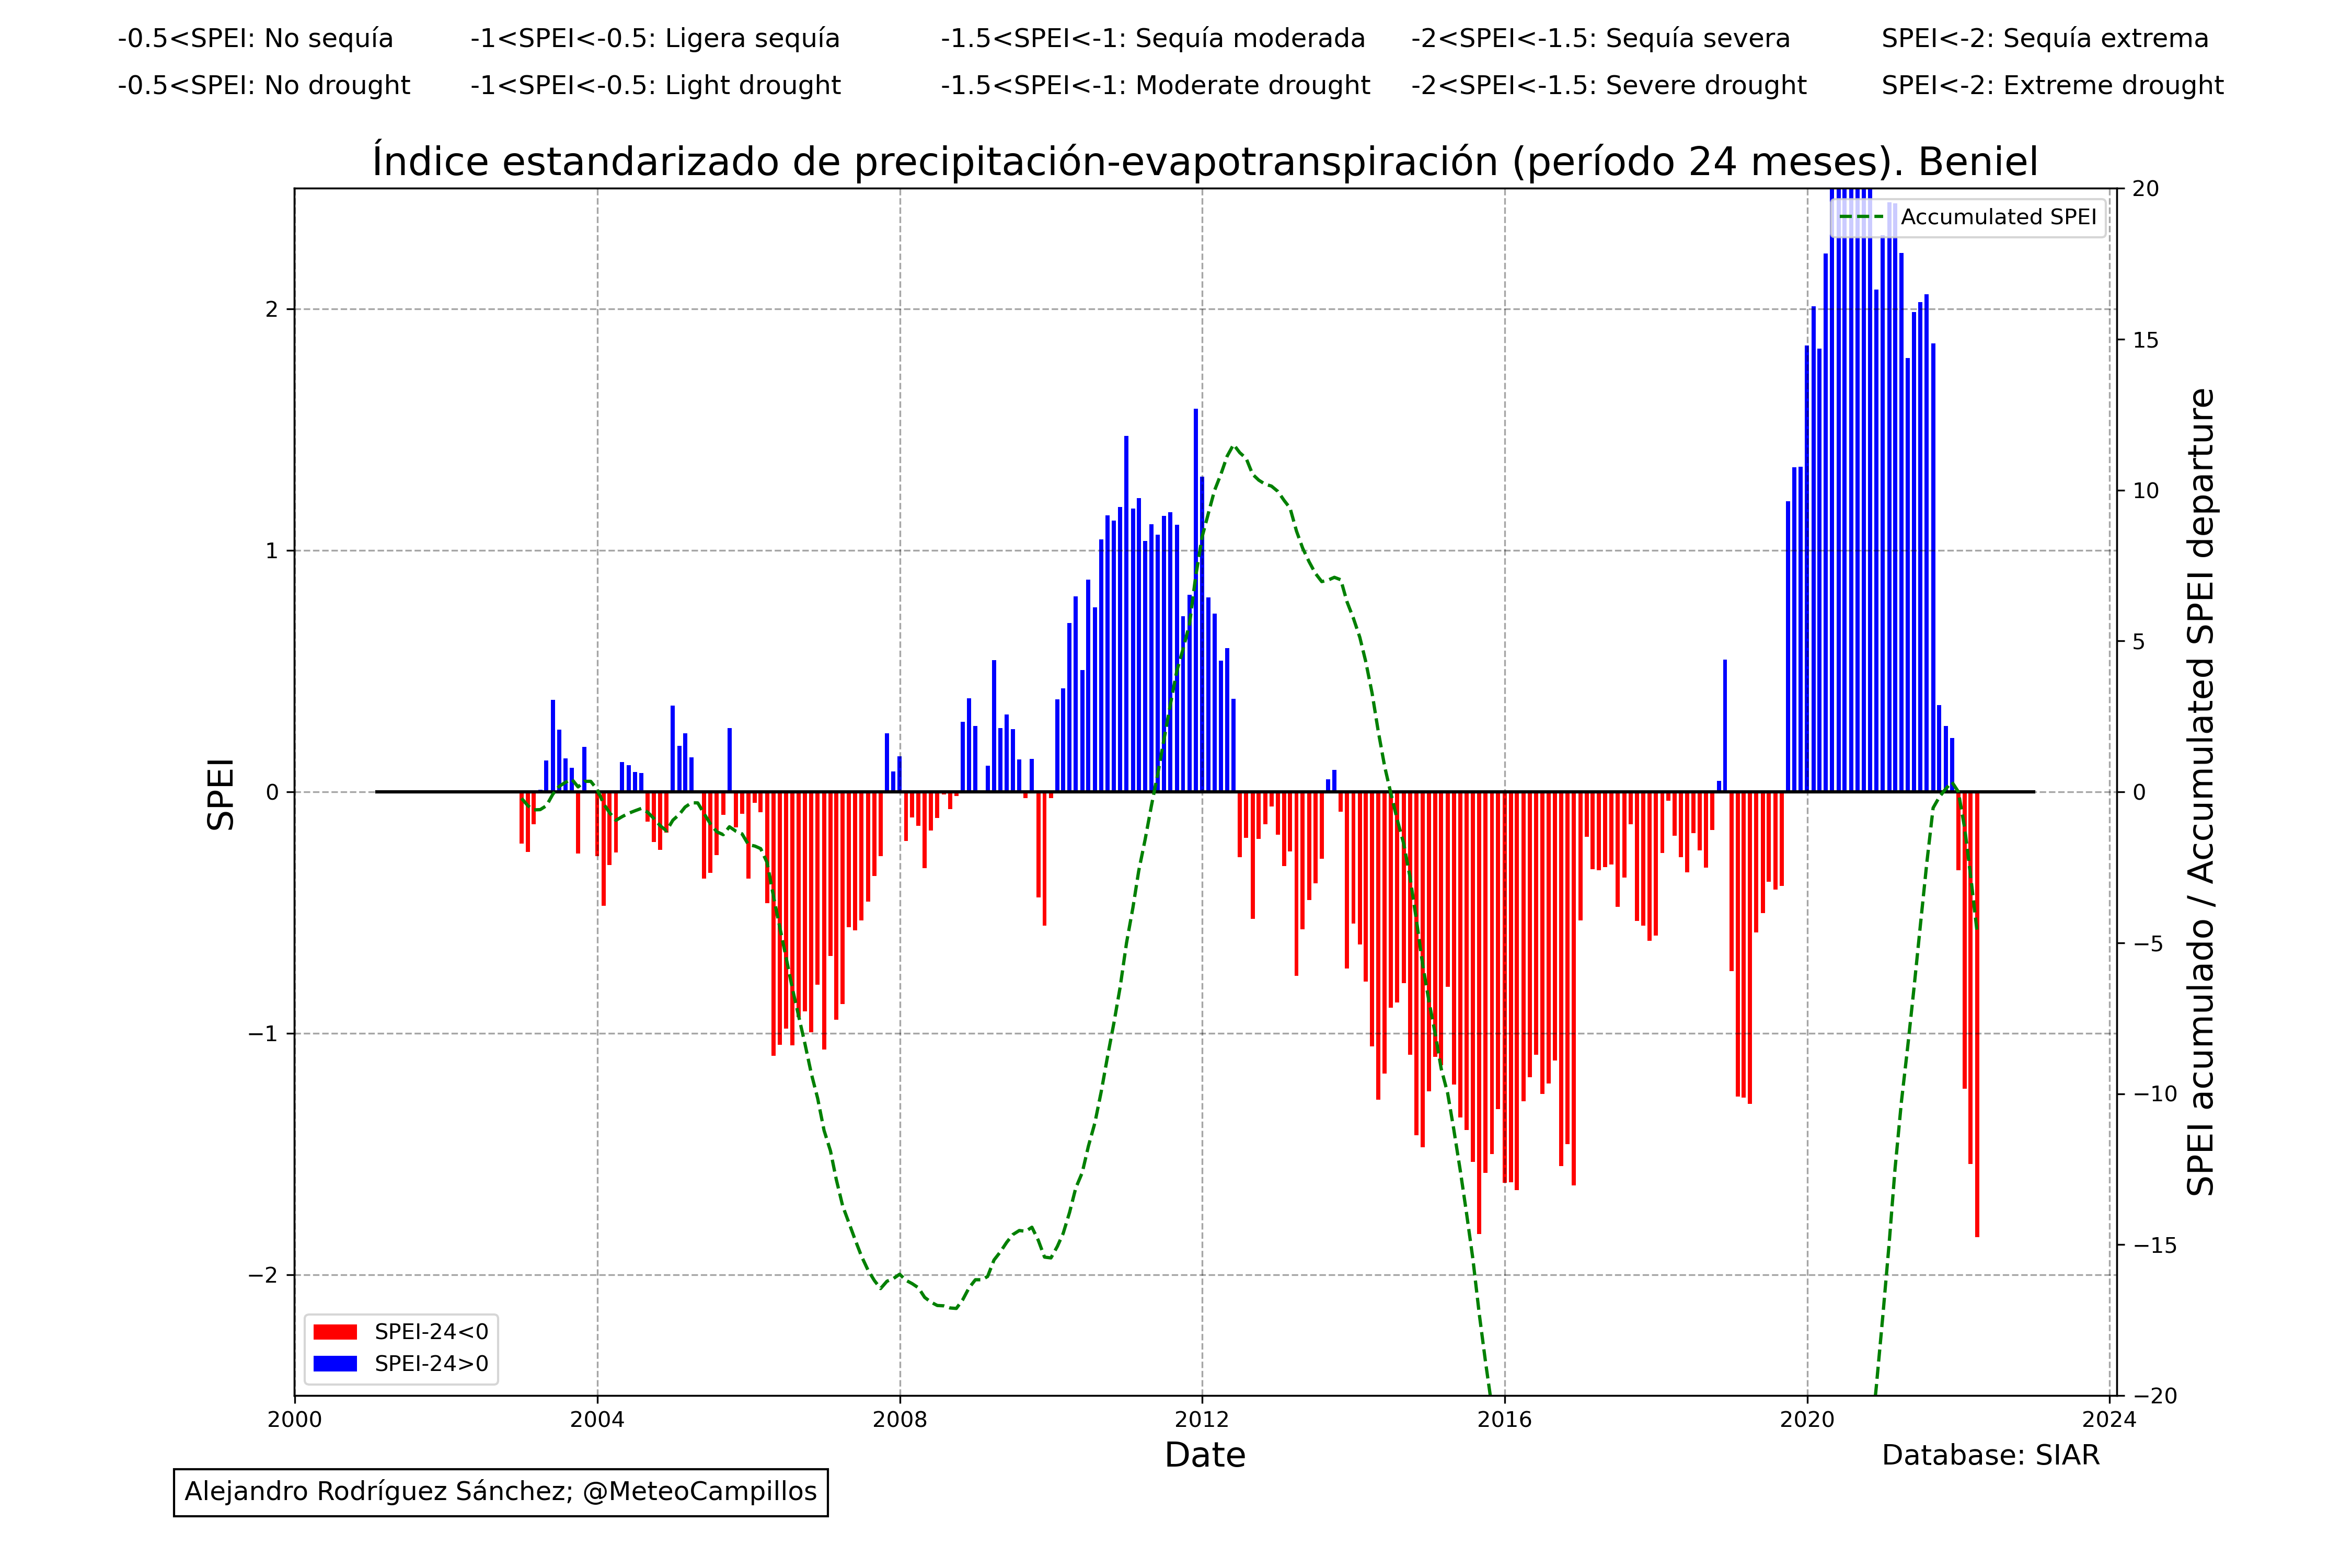 -0.5<SPEI: No sequía -1<SPEI<-0.5: Ligera sequía -1.5<SPEI<-1: Sequía moderada -2<SPEI<-1.5: Sequía severa SPEI<-2: Sequía extrema
-0.5<SPEI: No drought -1<SPEI<-0.5: Light drought -1.5<SPEI<-1: Moderate drought -2<SPEI<-1.5: Severe drought SPEI<-2: Extreme drought
Índice estandarizado de precipitación-evapotranspiración (período 24 meses). Beniel
Accumulated SPEI
SPEI
2
1
0
−1
−2
20
15
10
5
0
−5
−10
−15
−20
SPEI acumulado / Accumulated SPEI departure
SPEI-24<0
SPEI-24>0
2000 2004 2008 2012 2016 2020 2024
Date
Database: SIAR
Alejandro Rodríguez Sánchez; @MeteoCampillos